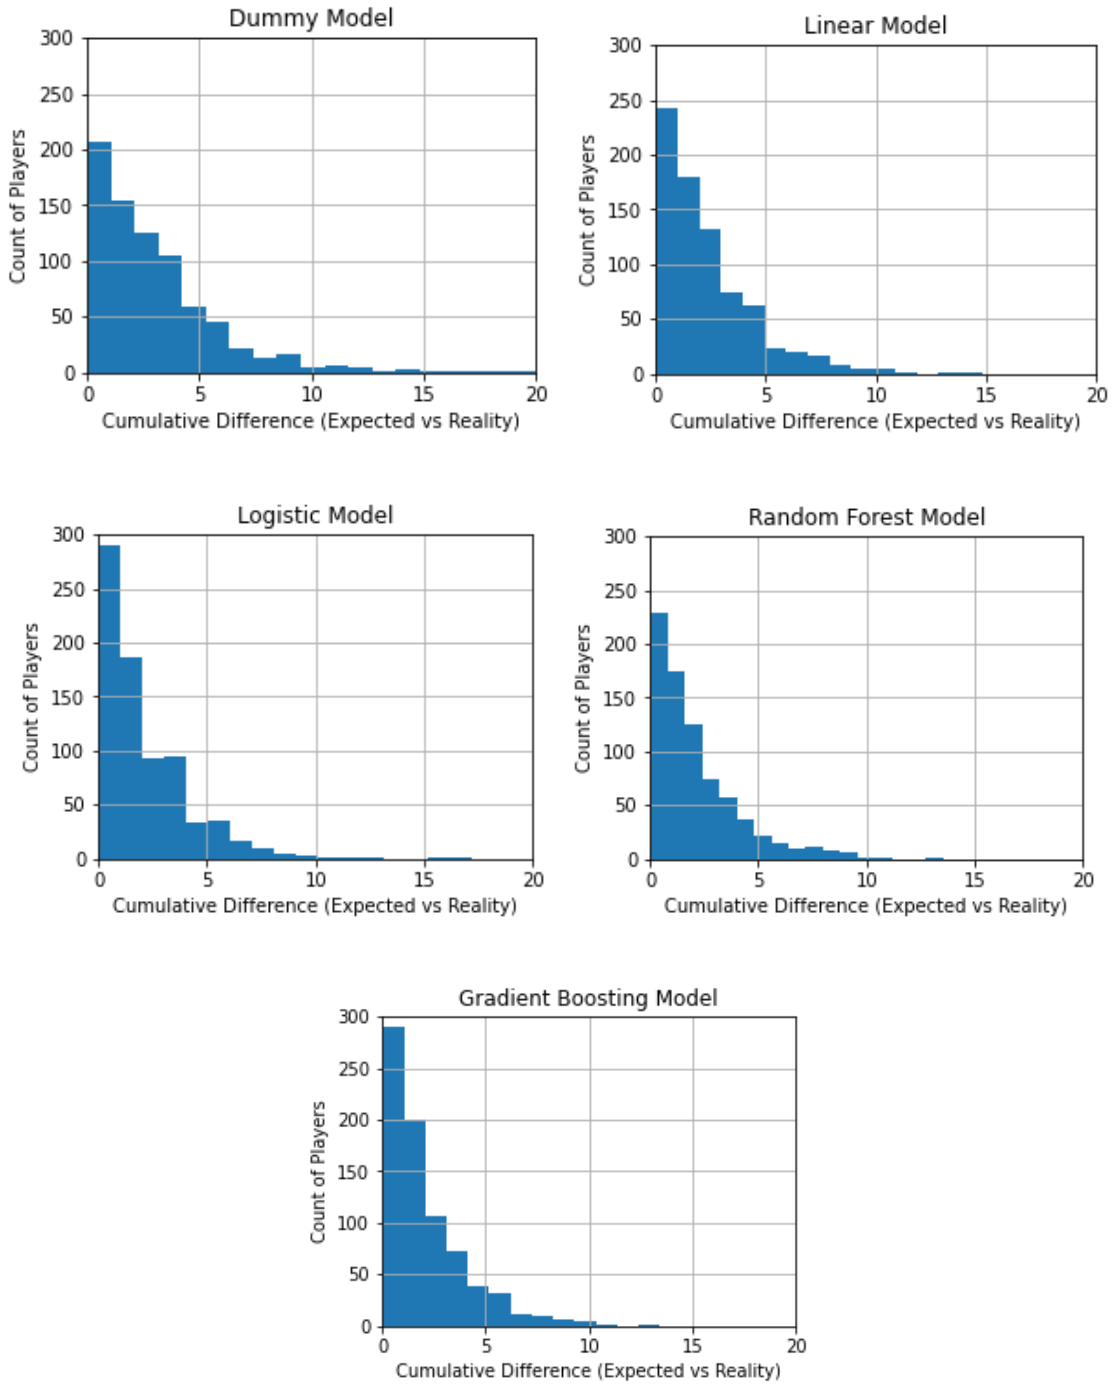 Dummy Model
300
250
200
150
100
50
0
Count of Players
0 5 10 15 20
Cumulative Difference (Expected vs Reality)
Linear Model
300
250
200
150
100
50
0
Count of Players
0 5 10 15 20
Cumulative Difference (Expected vs Reality)
Logistic Model
300
250
200
150
100
50
0
Count of Players
0 5 10 15 20
Cumulative Difference (Expected vs Reality)
Random Forest Model
300
250
200
150
100
50
0
Count of Players
0 5 10 15 20
Cumulative Difference (Expected vs Reality)
Gradient Boosting Model
300
250
200
150
100
50
0
Count of Players
0 5 10 15 20
Cumulative Difference (Expected vs Reality)